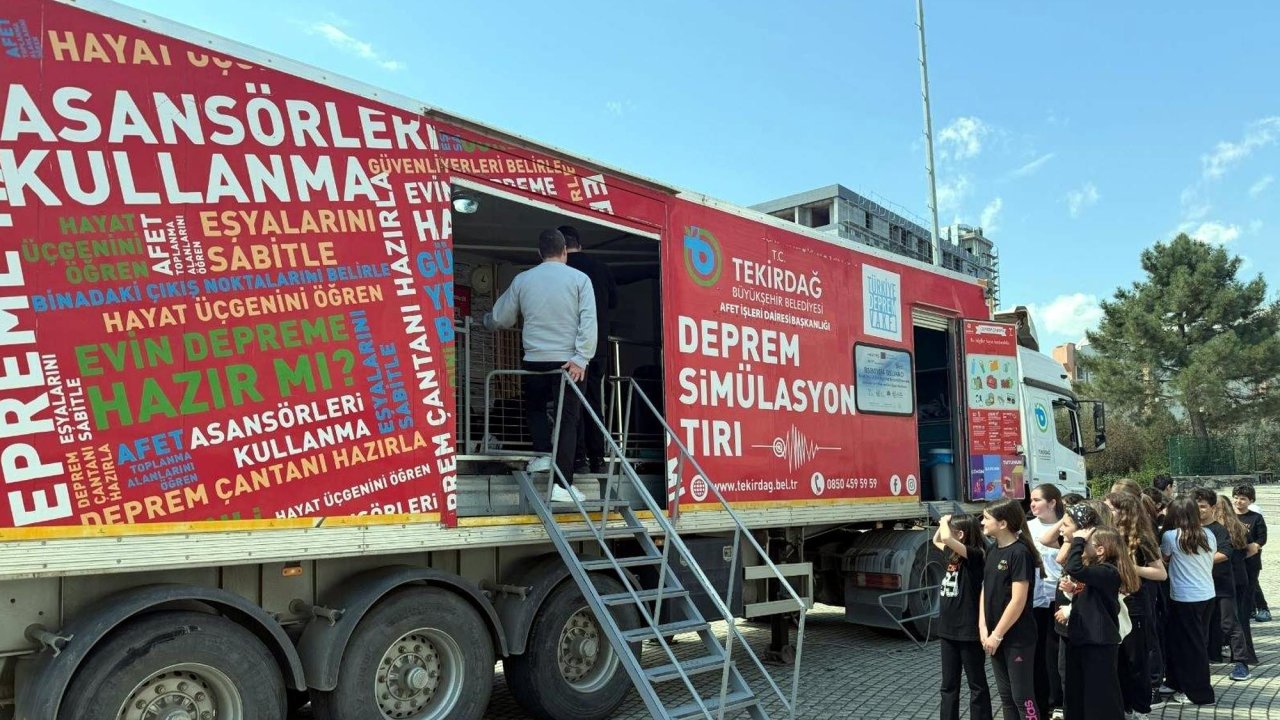 HAYAT
ASANSÖRLERİ
KULLANMA
HAYAT
ÜÇGENİNİ
ÖĞREN
AFET
TOPLANMA
ALANLARINI
ÖĞREN
EŞYALARINI
SABİTLE
BİNADAKİ ÇIKIŞ NOKTALARINI BELİRLE
HAYAT ÜÇGENİNİ ÖĞREN
EVİN DEPREME
HAZIR MI?
EŞYALARINI
SABİTLE
EŞYALARINI
SABİTLE
AFET
TOPLANMA
ALANLARINI
ÖĞREN
ASANSÖRLERİ
KULLANMA
DEPREM
ÇANTANI
HAZIRLA
DEPREM ÇANTANI HAZIRLA
HAYAT ÜÇGENİNİ ÖĞREN
HAYAT ÜÇGENİNİ ÖĞREN
ASANSÖRLERİ
DEPREM ÇANTANI HAZIRLA
GÜVENLİ YERLERİ BELİRLE
T.C.
TEKİRDAĞ
BÜYÜKŞEHİR BELEDİYESİ
AFET İŞLERİ DAİRESİ BAŞKANLIĞI
DEPREM
SİMÜLASYON
TIRI
www.tekirdag.bel.tr
0850 459 59 59
TÜRKİYE
DEPREM
VAKFI